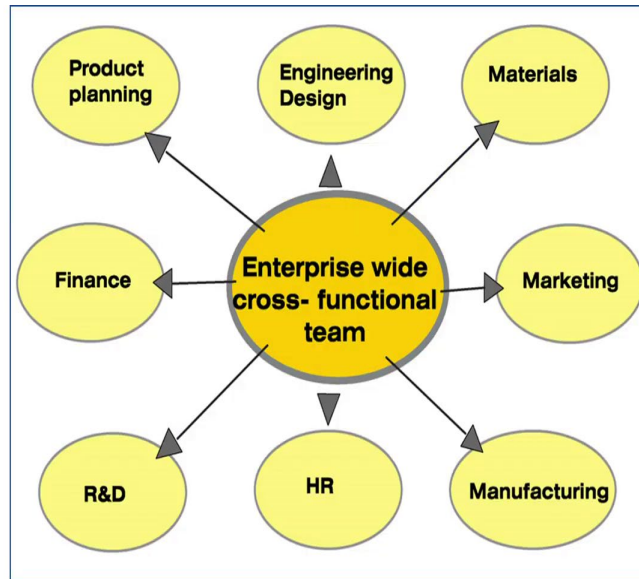 Product
planning
Engineering
Design
Materials
Finance
Enterprise wide
cross- functional
team
Marketing
R&D
HR
Manufacturing